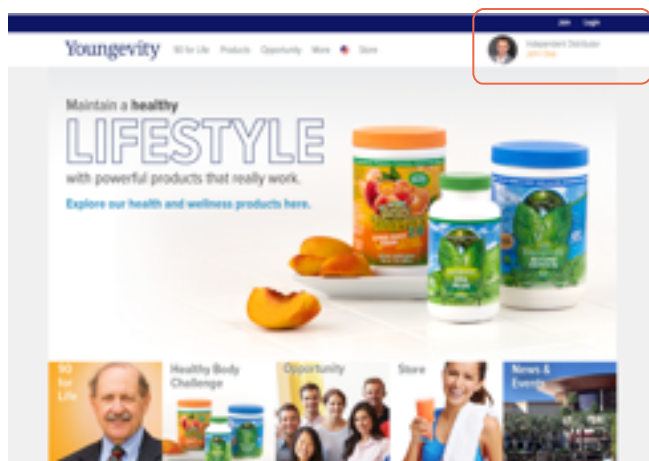 Join Login
Youngevity 90 for Life Products Opportunity More Store
Independent Distributor
John Doe
Maintain a healthy
LIFESTYLE
with powerful products that really work.
Explore our health and wellness products here.
90
for
Life
Healthy Body
Challenge
Opportunity
Store
News &
Events